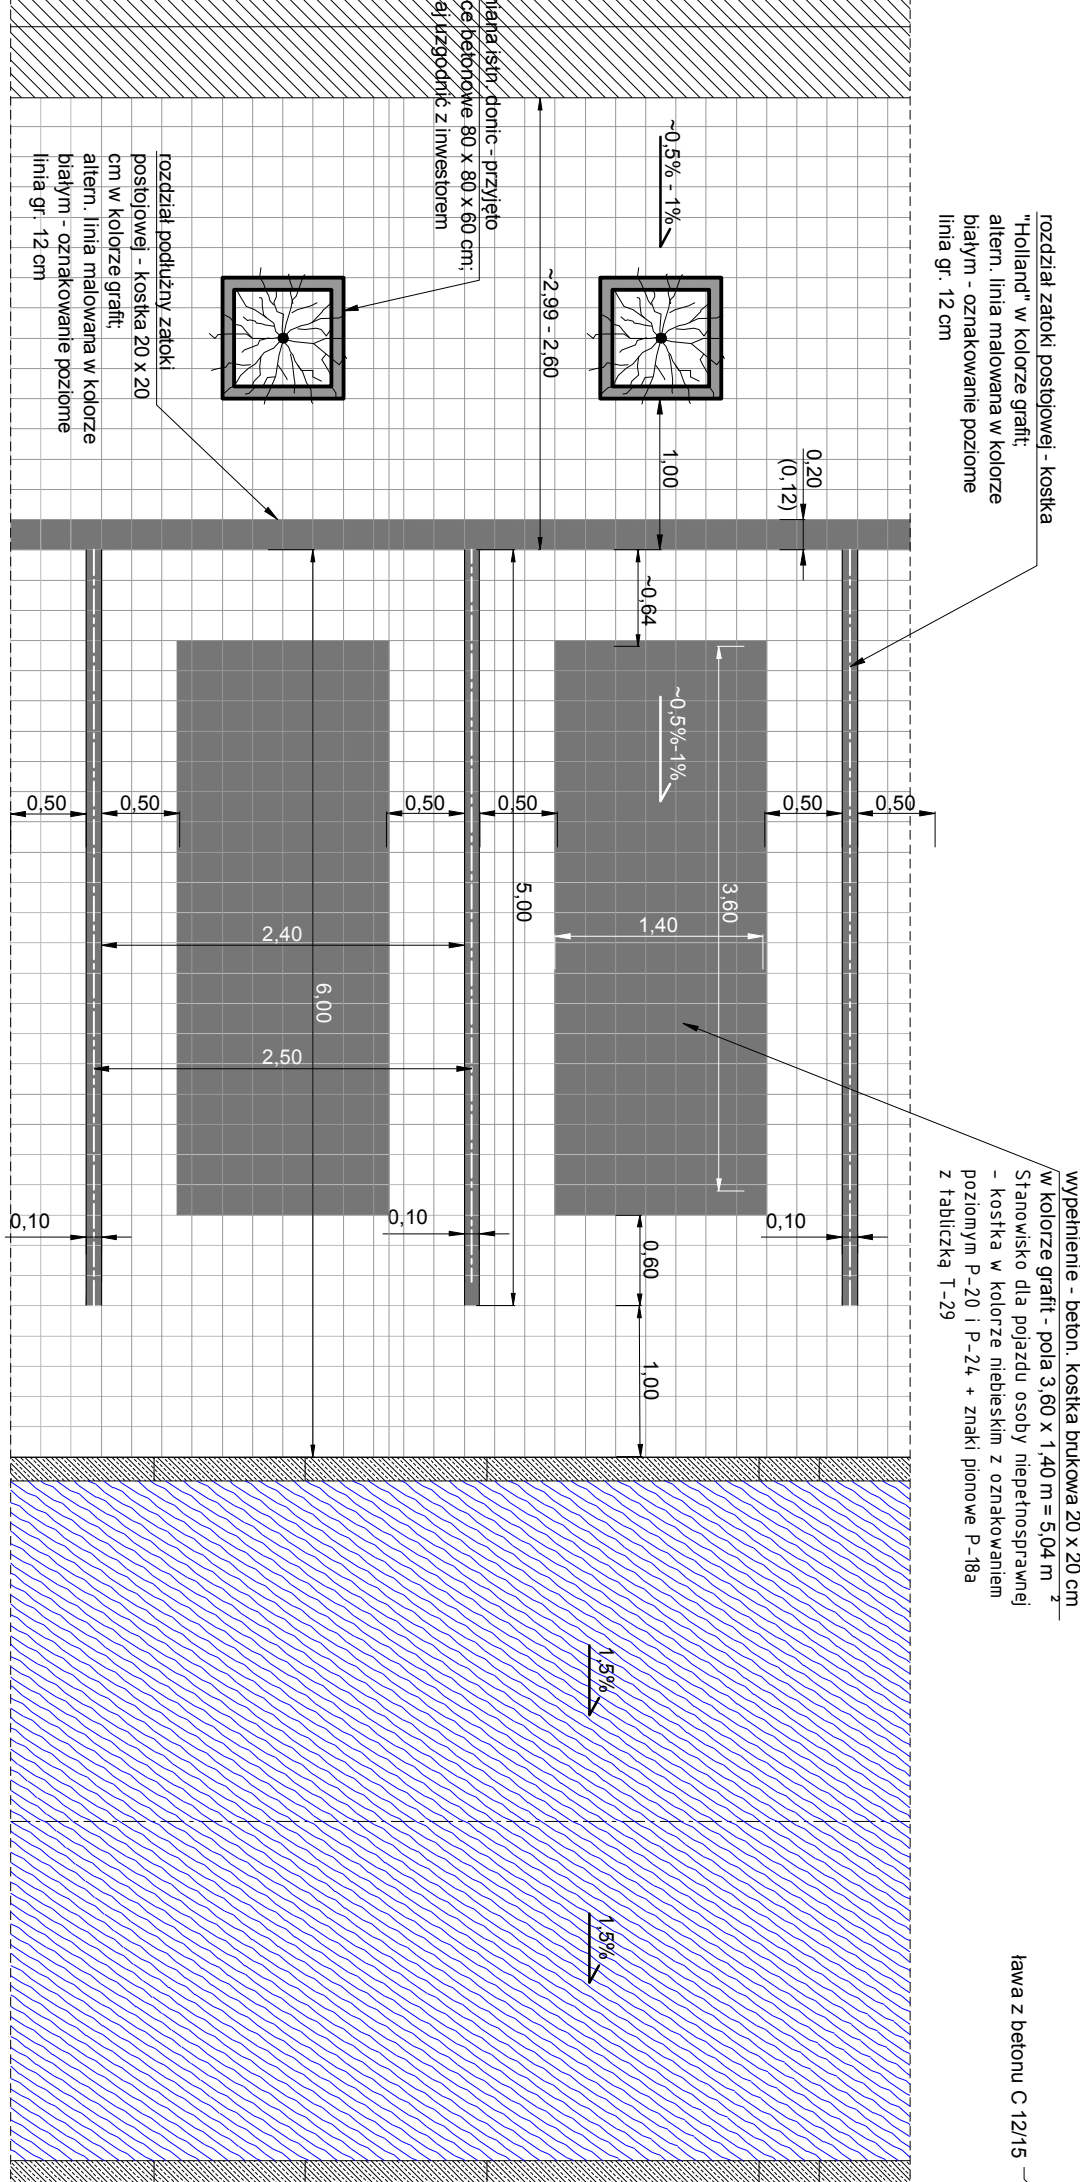 rozdział zatoki postojowej - kostka
"Holland" w kolorze grafit;
altern. linia malowana w kolorze
białym - oznakowanie poziome
linia gr. 12 cm
wypełnienie - beton. kostka brukowa 20 x 20 cm
w kolorze grafit - pola 3,60 x 1,40 m = 5,04 m²
Stanowisko dla pojazdu osoby niepełnosprawnej
- kostka w kolorze niebieskim z oznakowaniem
poziomym P-20 i P-24 + znaki pionowe P-18a
z tabliczką T-29
ława z betonu C 12/15
miana istn. donic - przyjęto
ce betonowe 80 x 80 x 60 cm;
aj uzgodnić z inwestorem
rozdział podłużny zatoki
postojowej - kostka 20 x 20
cm w kolorze grafit;
altern. linia malowana w kolorze
białym - oznakowanie poziome
linia gr. 12 cm
~0,5% - 1%
~2,99 - 2,60
1,00
0,20
(0,12)
~0,64
~0,5%-1%
0,50
0,50
0,50
0,50
0,50
0,50
3,60
1,40
5,00
2,40
6,00
2,50
0,10
0,10
0,10
0,60
1,00
1,5%
1,5%